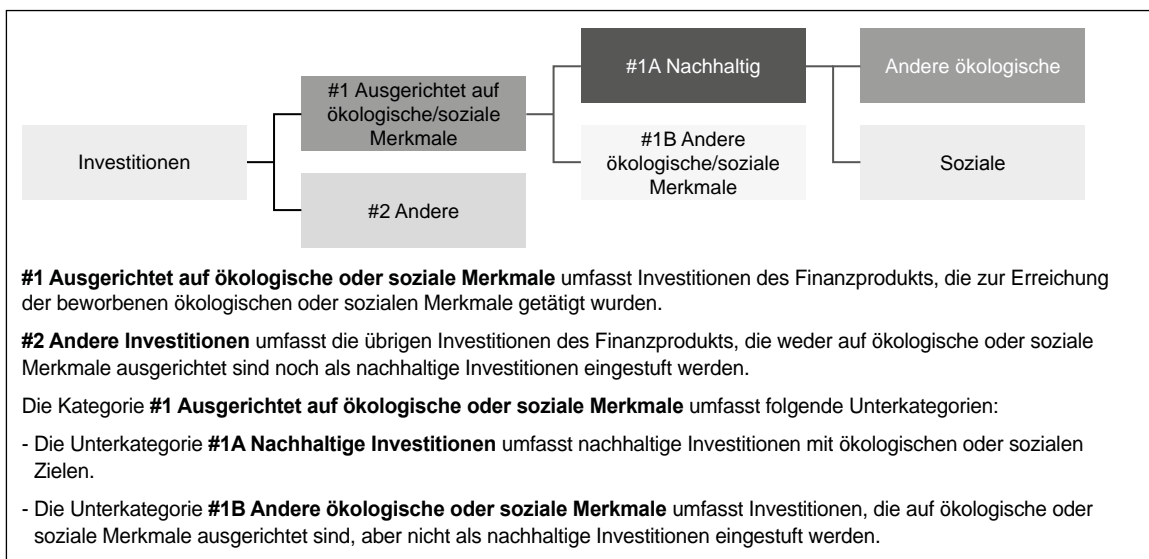 #1A Nachhaltig
Andere ökologische
#1 Ausgerichtet auf
ökologische/soziale
Merkmale
Investitionen
#1B Andere
ökologische/soziale
Merkmale
Soziale
#2 Andere
#1 Ausgerichtet auf ökologische oder soziale Merkmale umfasst Investitionen des Finanzprodukts, die zur Erreichung
der beworbenen ökologischen oder sozialen Merkmale getätigt wurden.
#2 Andere Investitionen umfasst die übrigen Investitionen des Finanzprodukts, die weder auf ökologische oder soziale
Merkmale ausgerichtet sind noch als nachhaltige Investitionen eingestuft werden.
Die Kategorie #1 Ausgerichtet auf ökologische oder soziale Merkmale umfasst folgende Unterkategorien:
- Die Unterkategorie #1A Nachhaltige Investitionen umfasst nachhaltige Investitionen mit ökologischen oder sozialen
Zielen.
- Die Unterkategorie #1B Andere ökologische oder soziale Merkmale umfasst Investitionen, die auf ökologische oder
soziale Merkmale ausgerichtet sind, aber nicht als nachhaltige Investitionen eingestuft werden.